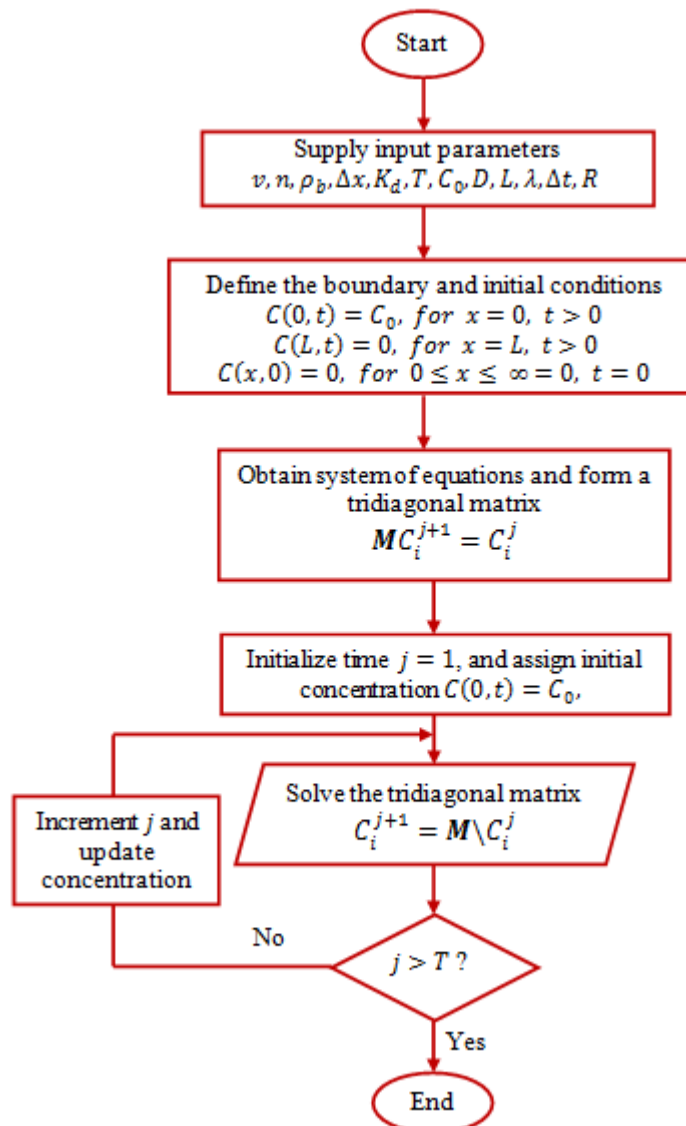 Start
Supply input parameters
v, n, ρ_b, Δx, K_d, T, C_0, D, L, λ, Δt, R
Define the boundary and initial conditions
C(0, t) = C_0, for x = 0, t > 0
C(L, t) = 0, for x = L, t > 0
C(x, 0) = 0, for 0 ≤ x ≤ ∞ = 0, t = 0
Obtain system of equations and form a
tridiagonal matrix
MC_i^{j+1} = C_i^j
Initialize time j = 1, and assign initial
concentration C(0, t) = C_0,
Solve the tridiagonal matrix
C_i^{j+1} = M\C_i^j
Increment j and
update
concentration
No
j > T ?
Yes
End